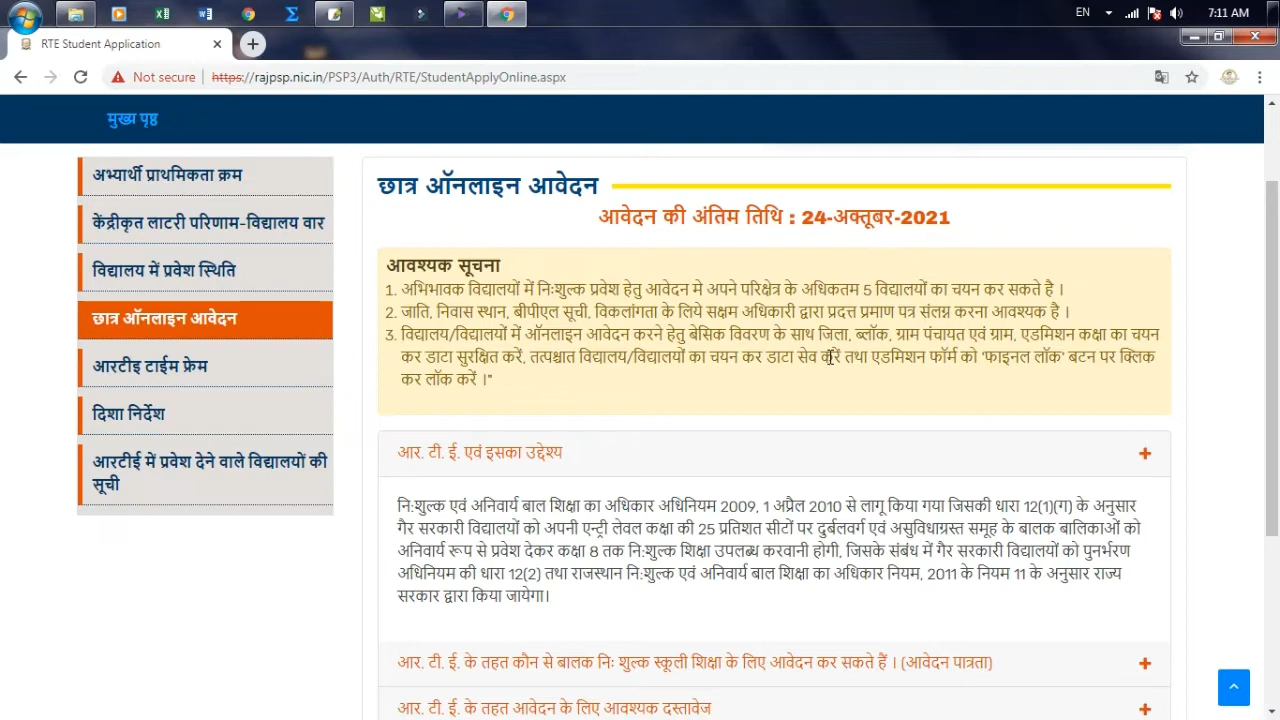 EN
7:11 AM
RTE Student Application
Not secure
https://rajpsp.nic.in/PSP3/Auth/RTE/StudentApplyOnline.aspx
मुख्य पृष्ठ
अभ्यार्थी प्राथमिकता क्रम
केंद्रीकृत लाटरी परिणाम-विद्यालय वार
विद्यालय में प्रवेश स्थिति
छात्र ऑनलाइन आवेदन
आरटीइ टाईम फ्रेम
दिशा निर्देश
आरटीई में प्रवेश देने वाले विद्यालयों की
सूची
छात्र ऑनलाइन आवेदन
आवेदन की अंतिम तिथि : 24-अक्तूबर-2021
आवश्यक सूचना
1. अभिभावक विद्यालयों में निःशुल्क प्रवेश हेतु आवेदन मे अपने परिक्षेत्र के अधिकतम 5 विद्यालयों का चयन कर सकते है ।
2. जाति, निवास स्थान, बीपीएल सूची, विकलांगता के लिये सक्षम अधिकारी द्वारा प्रदत्त प्रमाण पत्र संलग्न करना आवश्यक है ।
3. विद्यालय/विद्यालयों में ऑनलाइन आवेदन करने हेतु बेसिक विवरण के साथ जिला, ब्लॉक, ग्राम पंचायत एवं ग्राम, एडमिशन कक्षा का चयन
कर डाटा सुरक्षित करें, तत्पश्चात विद्यालय/विद्यालयों का चयन कर डाटा सेव करें तथा एडमिशन फॉर्म को 'फाइनल लॉक' बटन पर क्लिक
कर लॉक करें ।"
आर. टी. ई. एवं इसका उद्देश्य
नि:शुल्क एवं अनिवार्य बाल शिक्षा का अधिकार अधिनियम 2009, 1 अप्रैल 2010 से लागू किया गया जिसकी धारा 12(1)(ग) के अनुसार
गैर सरकारी विद्यालयों को अपनी एन्ट्री लेवल कक्षा की 25 प्रतिशत सीटों पर दुर्बलवर्ग एवं असुविधाग्रस्त समूह के बालक बालिकाओं को
अनिवार्य रूप से प्रवेश देकर कक्षा 8 तक नि:शुल्क शिक्षा उपलब्ध करवानी होगी, जिसके संबंध में गैर सरकारी विद्यालयों को पुनर्भरण
अधिनियम की धारा 12(2) तथा राजस्थान नि:शुल्क एवं अनिवार्य बाल शिक्षा का अधिकार नियम, 2011 के नियम 11 के अनुसार राज्य
सरकार द्वारा किया जायेगा।
आर. टी. ई. के तहत कौन से बालक निः शुल्क स्कूली शिक्षा के लिए आवेदन कर सकते हैं । (आवेदन पात्रता)
आर. टी. ई. के तहत आवेदन के लिए आवश्यक दस्तावेज